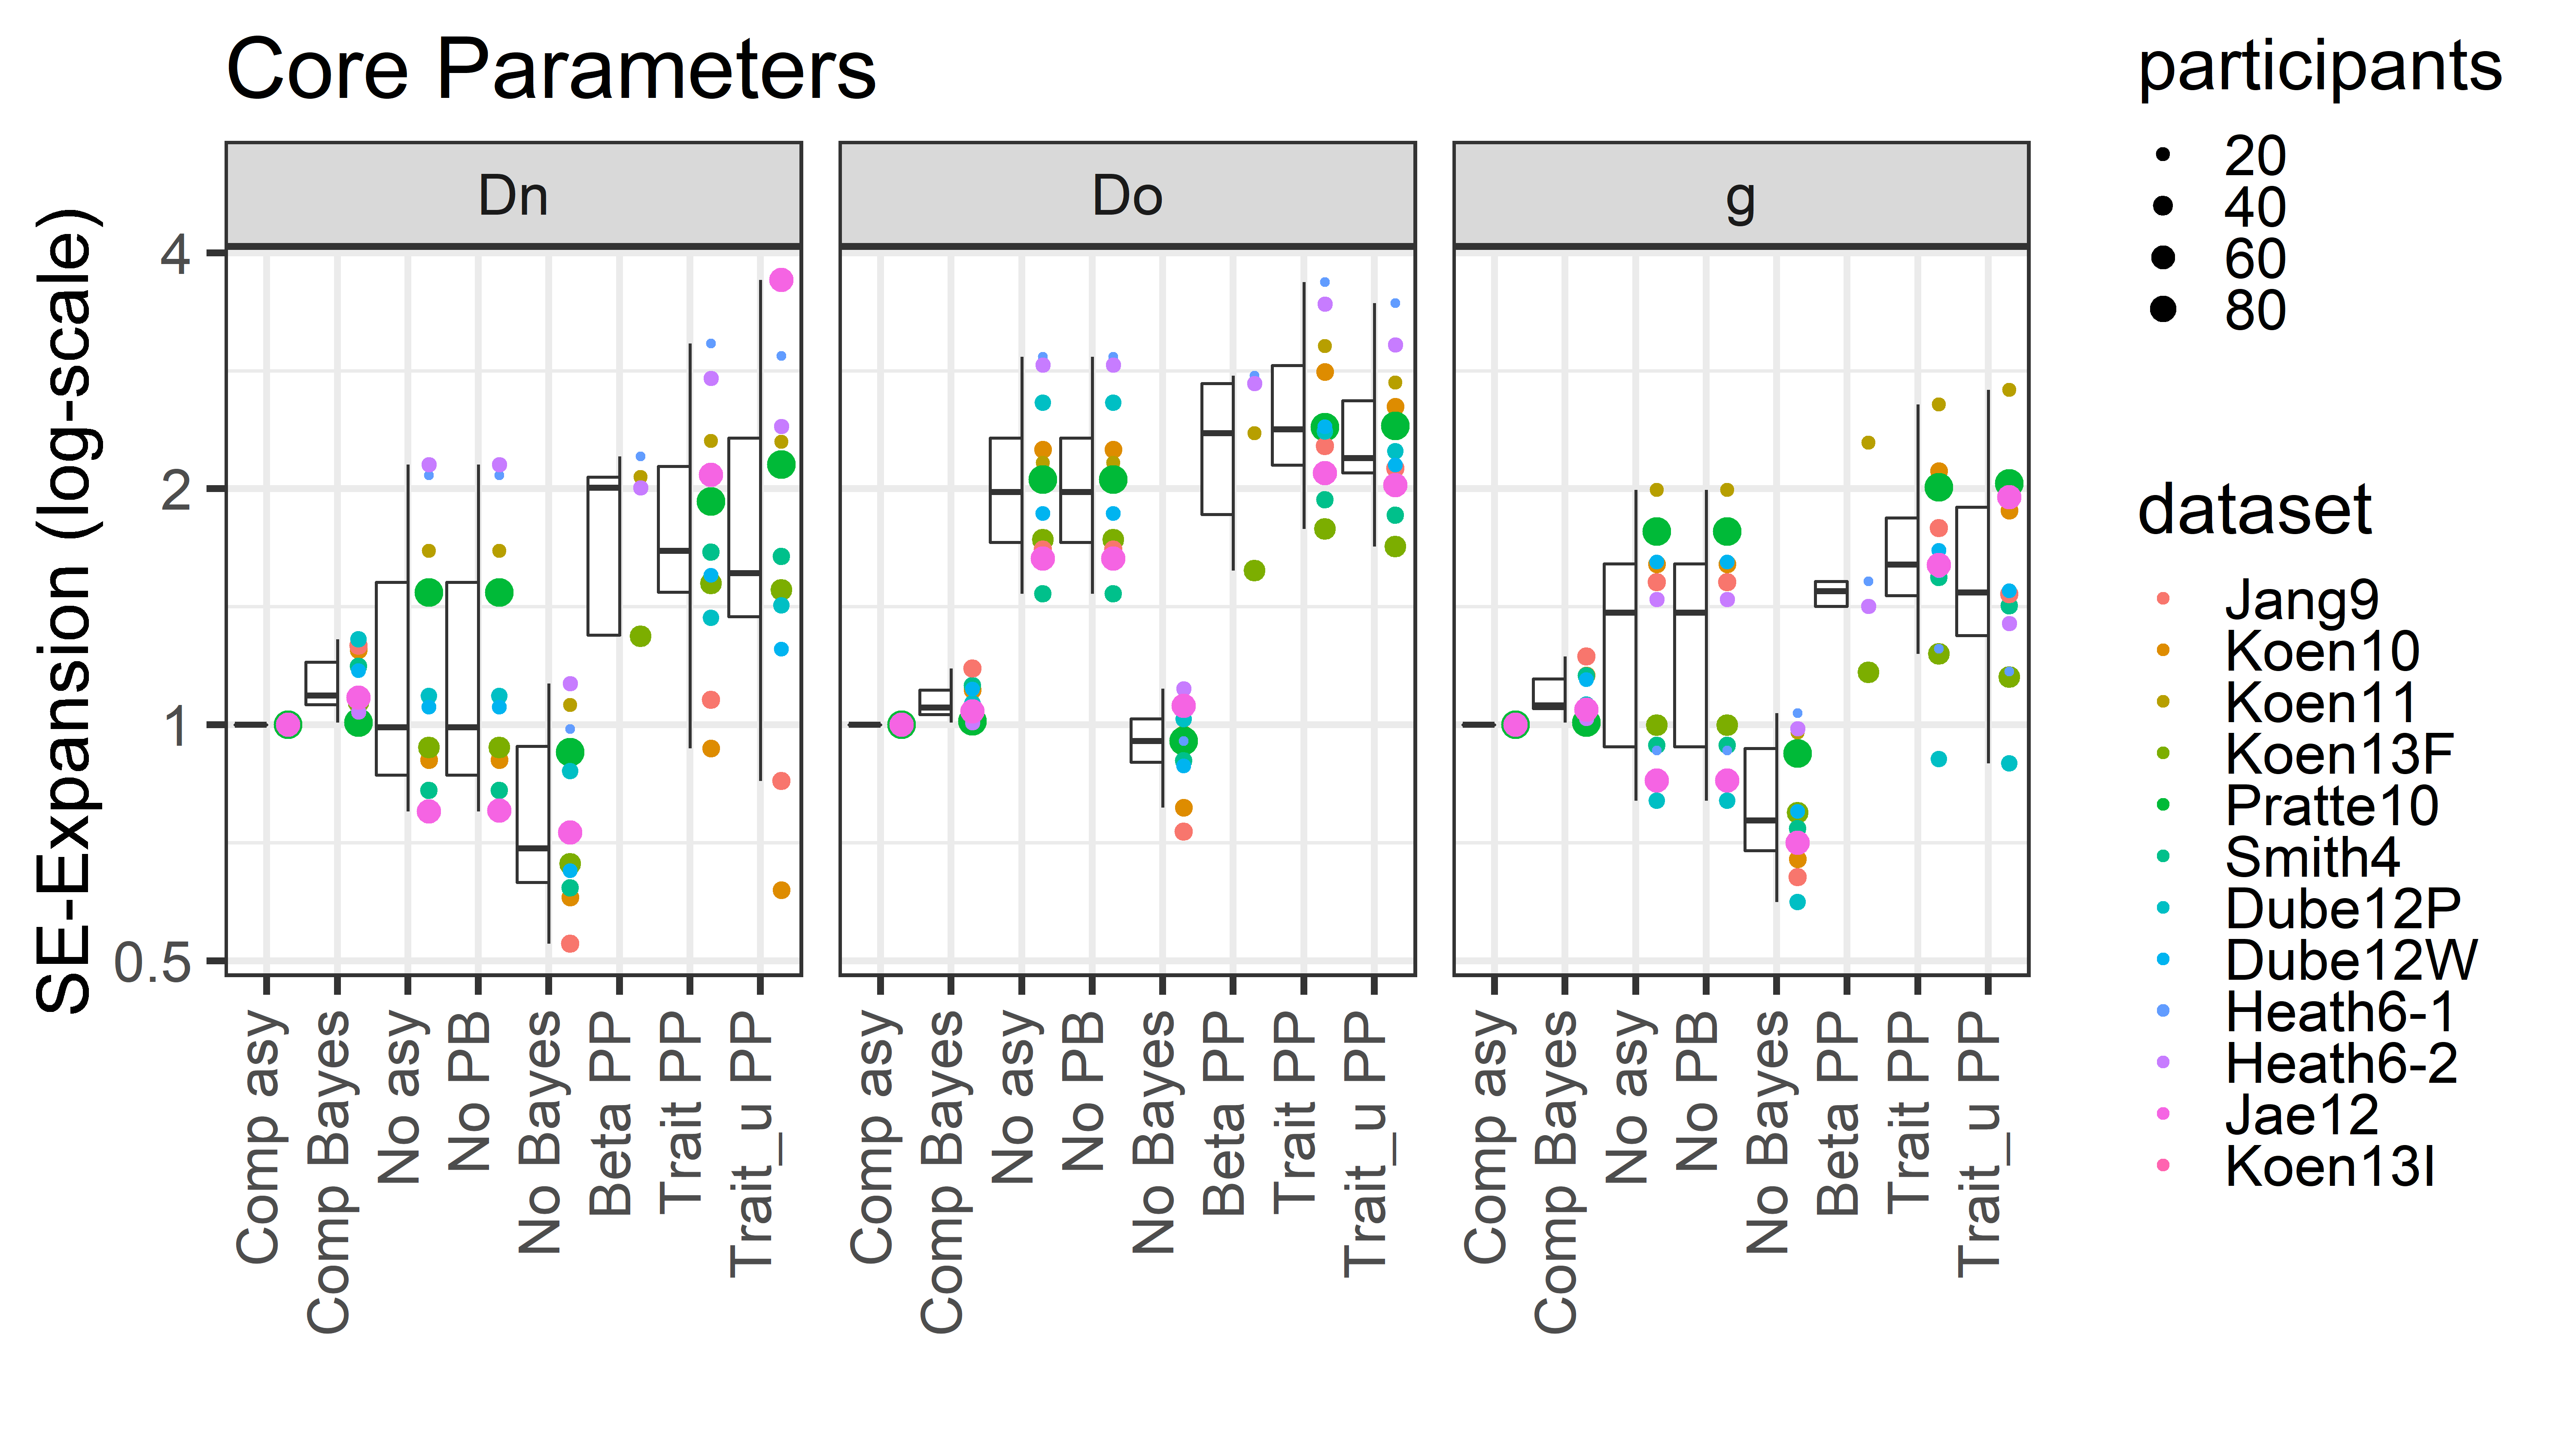 Core Parameters
Dn
Do
g
SE-Expansion (log-scale)
4
2
1
0.5
Comp asy
Comp Bayes
No asy
No PB
No Bayes
Beta PP
Trait PP
Trait_u PP
Comp asy
Comp Bayes
No asy
No PB
No Bayes
Beta PP
Trait PP
Trait_u PP
Comp asy
Comp Bayes
No asy
No PB
No Bayes
Beta PP
Trait PP
Trait_u PP
participants
20
40
60
80
dataset
Jang9
Koen10
Koen11
Koen13F
Pratte10
Smith4
Dube12P
Dube12W
Heath6-1
Heath6-2
Jae12
Koen13I